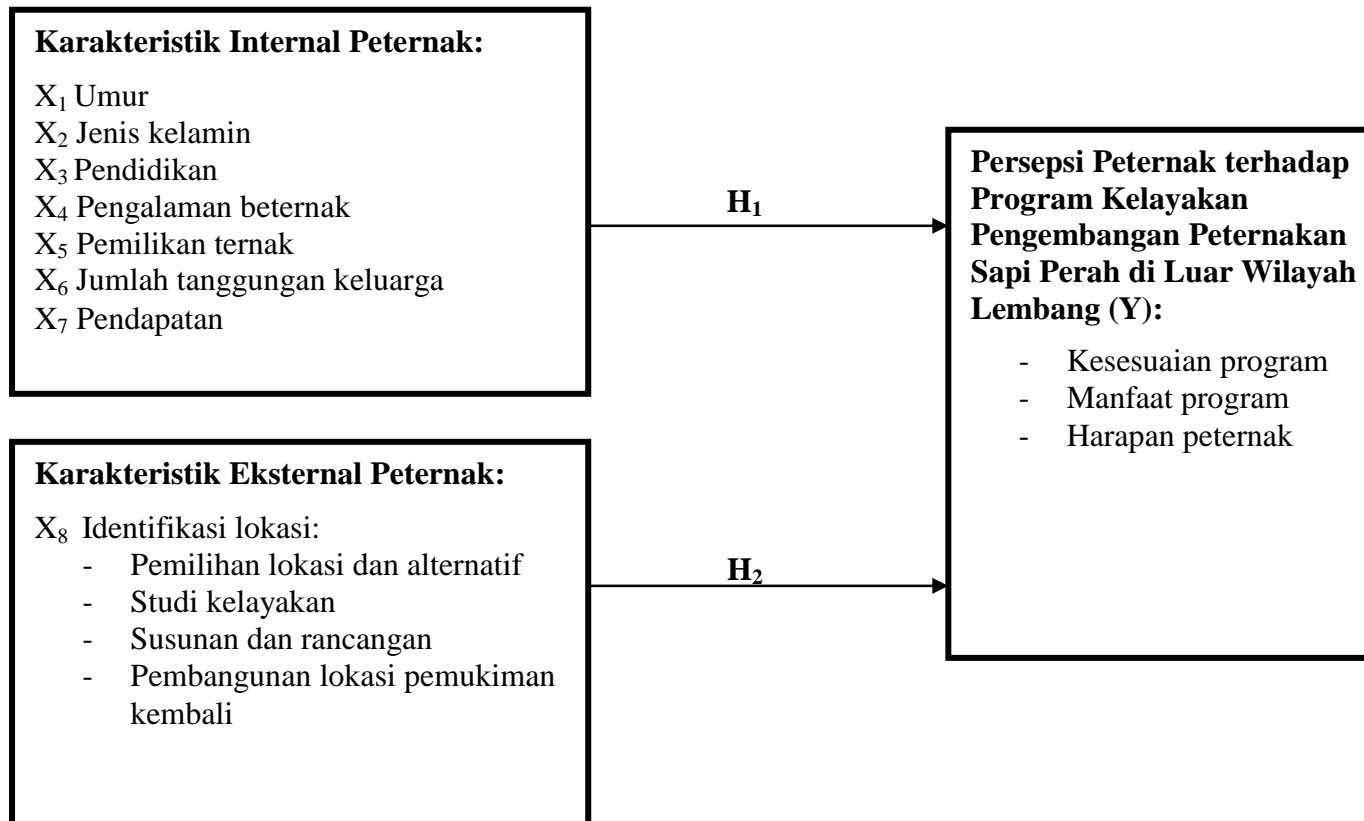 Karakteristik Internal Peternak:
X₁ Umur
X₂ Jenis kelamin
X₃ Pendidikan
X₄ Pengalaman beternak
X₅ Pemilikan ternak
X₆ Jumlah tanggungan keluarga
X₇ Pendapatan
H₁
Karakteristik Eksternal Peternak:
X₈ Identifikasi lokasi:
- Pemilihan lokasi dan alternatif
- Studi kelayakan
- Susunan dan rancangan
- Pembangunan lokasi pemukiman
kembali
H₂
Persepsi Peternak terhadap
Program Kelayakan
Pengembangan Peternakan
Sapi Perah di Luar Wilayah
Lembang (Y):
- Kesesuaian program
- Manfaat program
- Harapan peternak